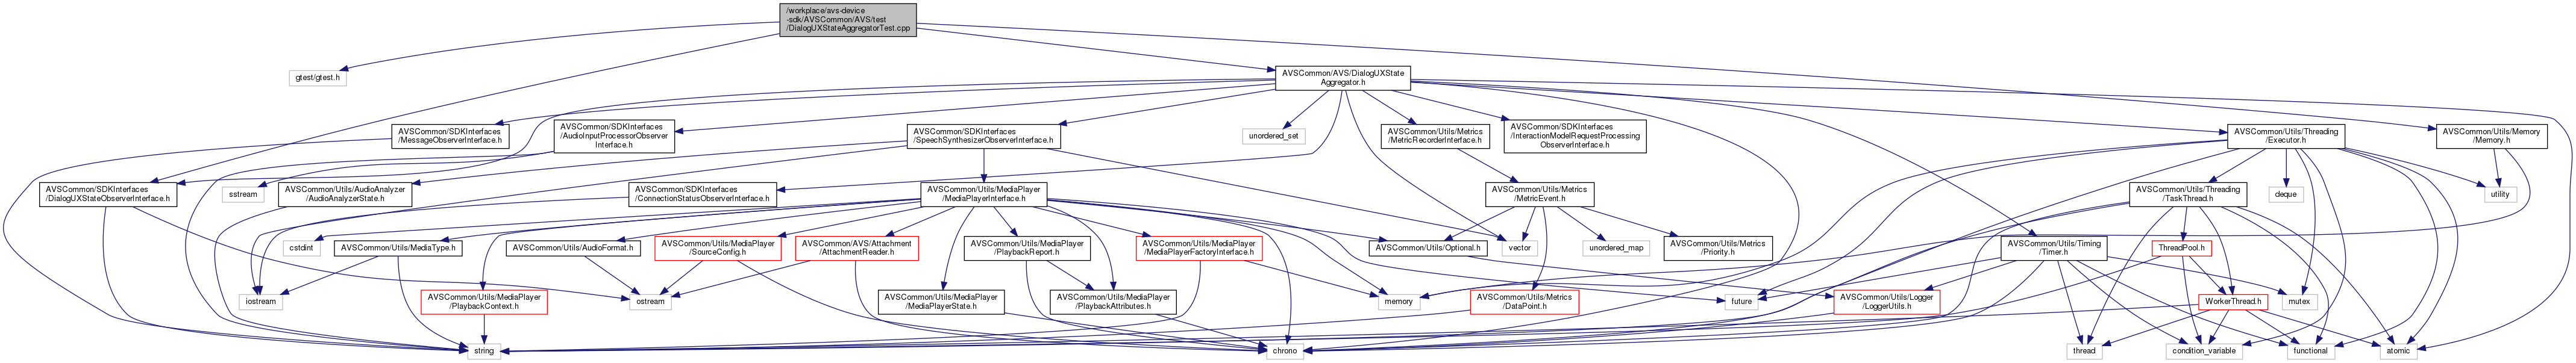 /workplace/avs-device
-sdk/AVSCommon/AVS/test
/DialogUXStateAggregatorTest.cpp
gtest/gtest.h
AVSCommon/AVS/DialogUXState
Aggregator.h
AVSCommon/SDKInterfaces
/MessageObserverInterface.h
AVSCommon/SDKInterfaces
/AudioInputProcessorObserver
Interface.h
AVSCommon/SDKInterfaces
/SpeechSynthesizerObserverInterface.h
unordered_set
AVSCommon/Utils/Metrics
/MetricRecorderInterface.h
AVSCommon/SDKInterfaces
/InteractionModelRequestProcessing
ObserverInterface.h
AVSCommon/Utils/Threading
/Executor.h
AVSCommon/Utils/Memory
/Memory.h
AVSCommon/SDKInterfaces
/DialogUXStateObserverInterface.h
sstream
AVSCommon/Utils/AudioAnalyzer
/AudioAnalyzerState.h
AVSCommon/SDKInterfaces
/ConnectionStatusObserverInterface.h
AVSCommon/Utils/MediaPlayer
/MediaPlayerInterface.h
AVSCommon/Utils/Metrics
/MetricEvent.h
AVSCommon/Utils/Threading
/TaskThread.h
deque
utility
cstdint
AVSCommon/Utils/MediaType.h
AVSCommon/Utils/AudioFormat.h
AVSCommon/Utils/MediaPlayer
/SourceConfig.h
AVSCommon/AVS/Attachment
/AttachmentReader.h
AVSCommon/Utils/MediaPlayer
/PlaybackReport.h
AVSCommon/Utils/MediaPlayer
/MediaPlayerFactoryInterface.h
AVSCommon/Utils/Optional.h
vector
unordered_map
AVSCommon/Utils/Metrics
/Priority.h
AVSCommon/Utils/Timing
/Timer.h
ThreadPool.h
iostream
AVSCommon/Utils/MediaPlayer
/PlaybackContext.h
ostream
AVSCommon/Utils/MediaPlayer
/MediaPlayerState.h
AVSCommon/Utils/MediaPlayer
/PlaybackAttributes.h
memory
AVSCommon/Utils/Metrics
/DataPoint.h
future
AVSCommon/Utils/Logger
/LoggerUtils.h
WorkerThread.h
mutex
string
chrono
thread
condition_variable
functional
atomic